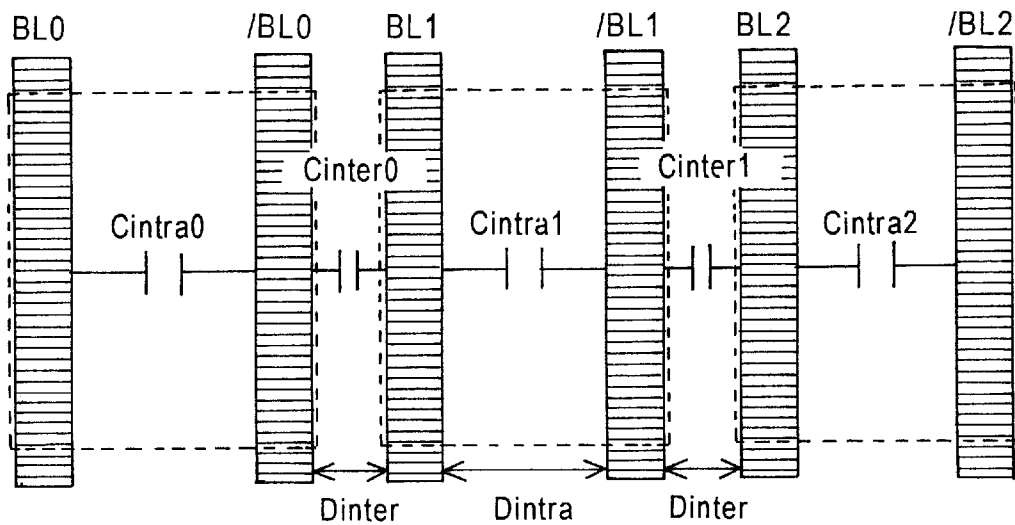 BL0 /BL0 BL1 /BL1 BL2 /BL2
Cinter0 Cinter1
Cintra0 Cintra1 Cintra2
Dinter Dintra Dinter